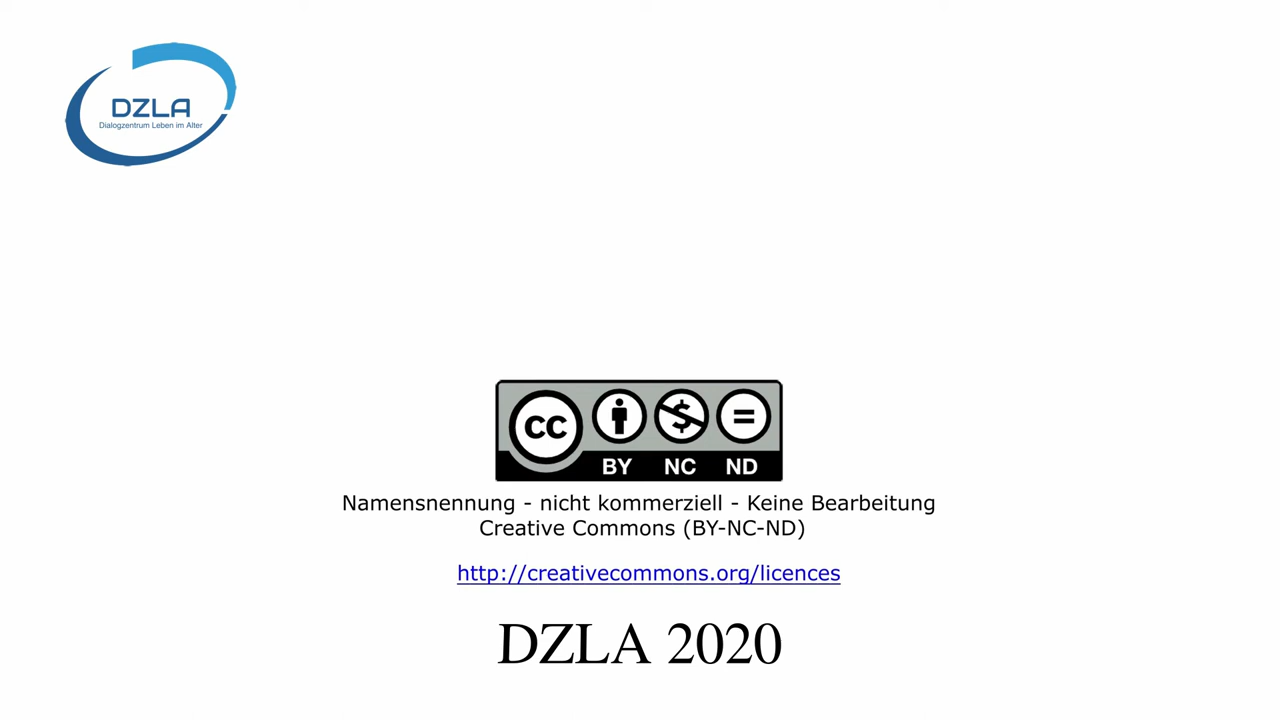 DZLA
Dialogzentrum Leben im Alter
CC
BY NC ND
Namensnennung - nicht kommerziell - Keine Bearbeitung
Creative Commons (BY-NC-ND)
http://creativecommons.org/licences
DZLA 2020